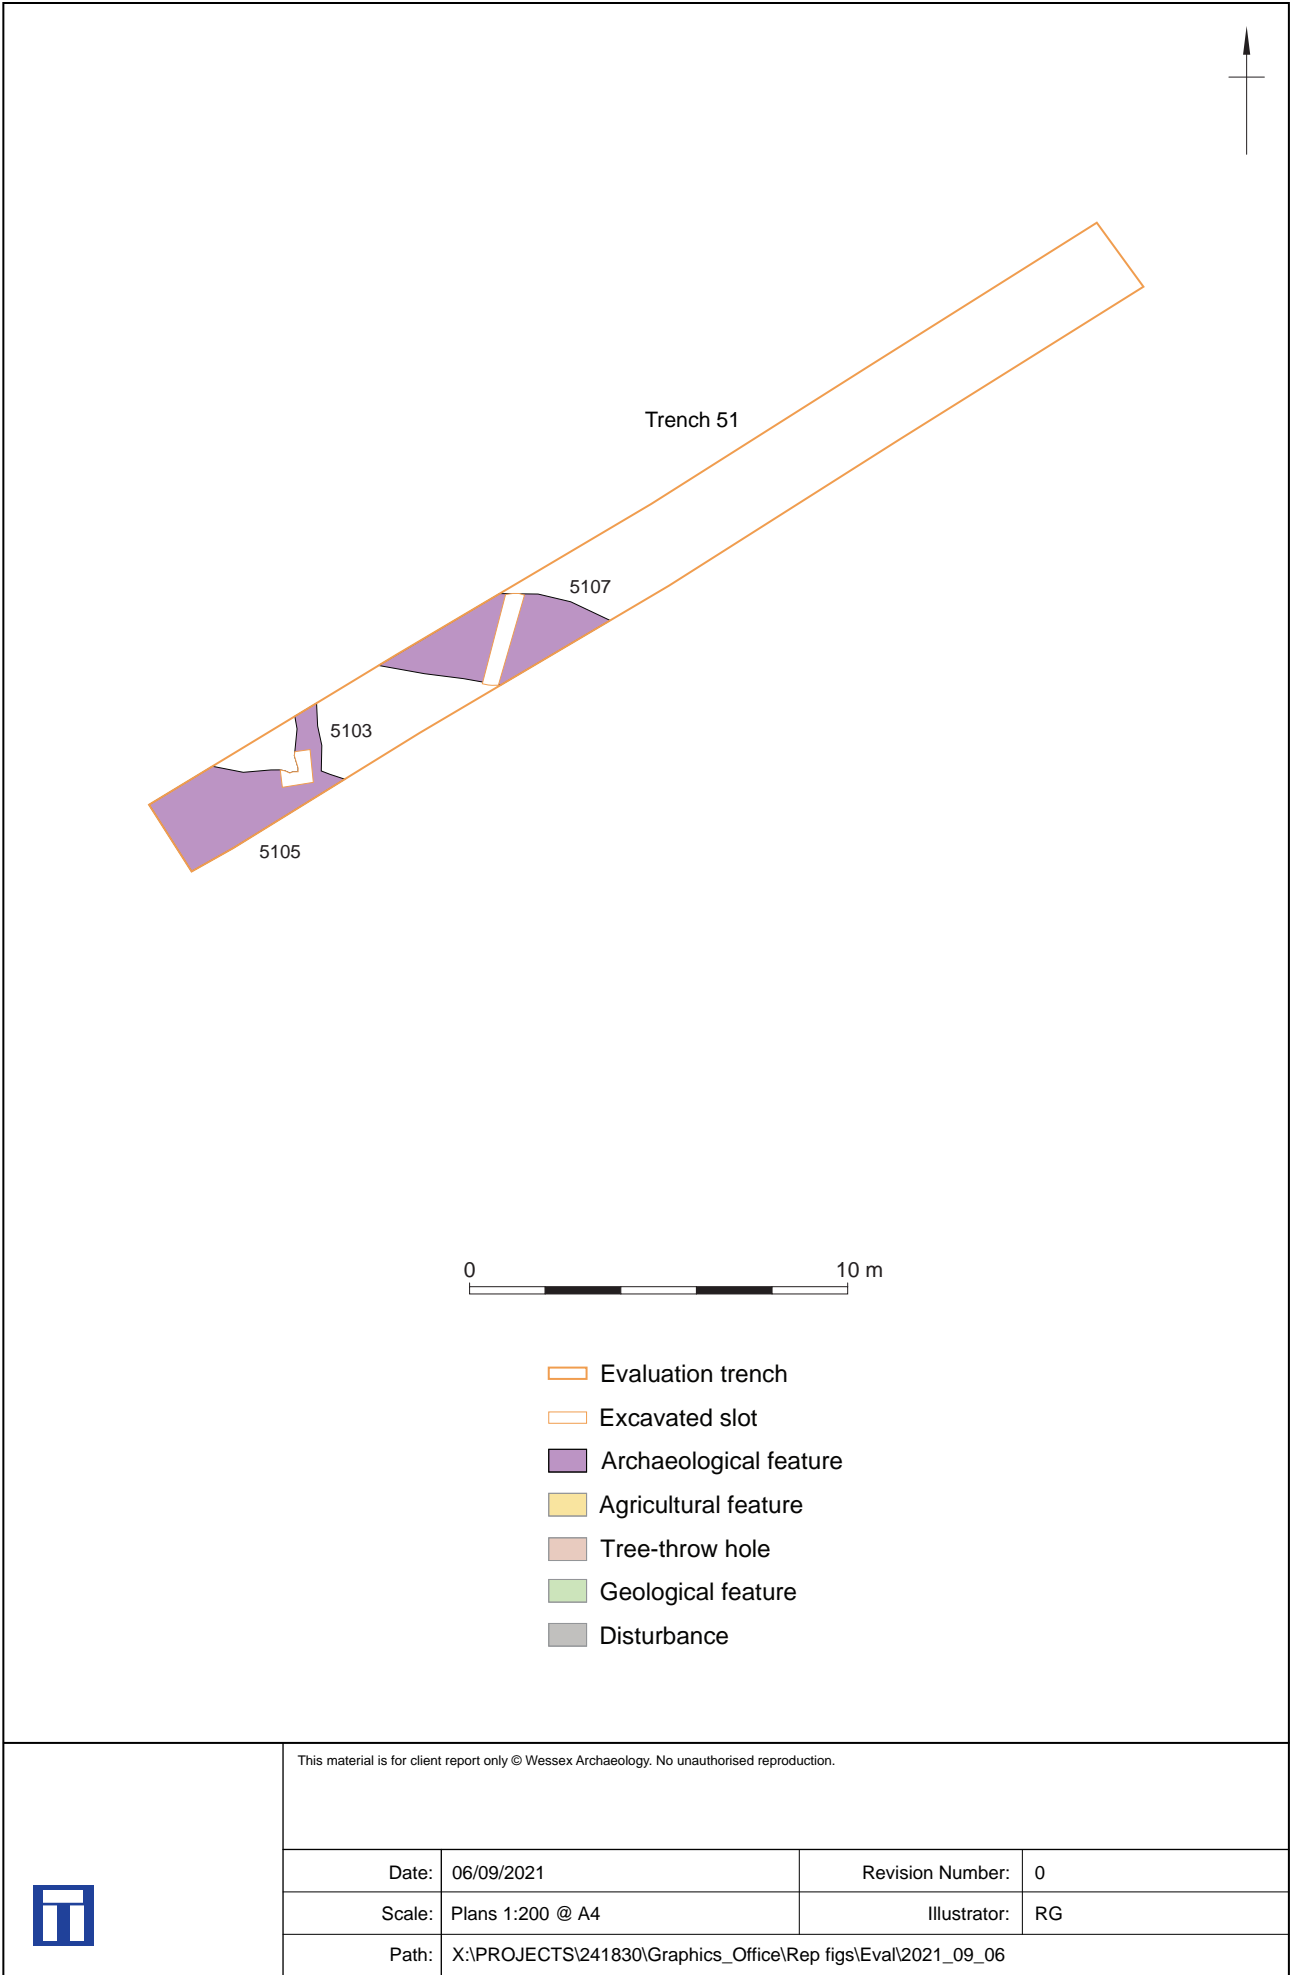 Trench 51
5107
5103
5105
0 10 m
Evaluation trench
Excavated slot
Archaeological feature
Agricultural feature
Tree-throw hole
Geological feature
Disturbance
This material is for client report only © Wessex Archaeology. No unauthorised reproduction.
Date: 06/09/2021 Revision Number: 0
Scale: Plans 1:200 @ A4 Illustrator: RG
Path: X:\PROJECTS\241830\Graphics_Office\Rep figs\Eval\2021_09_06